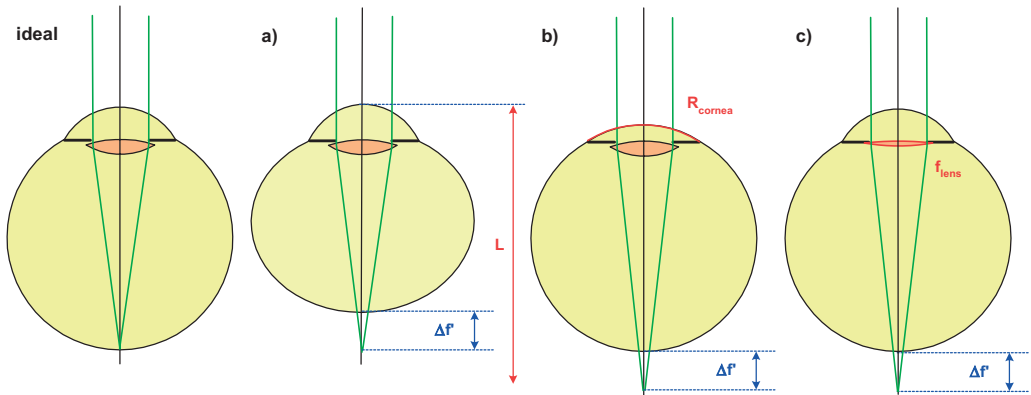 ideal
a)
b)
c)
R_cornea
f_lens
L
Δf'
Δf'
Δf'